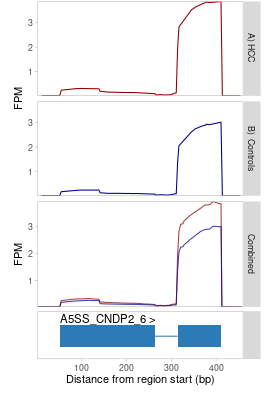 3
2
1
FPM
A) HCC
3
2
1
B) Controls
3
2
1
FPM
Combined
A5SS_CNDP2_6 >
100 200 300 400
Distance from region start (bp)